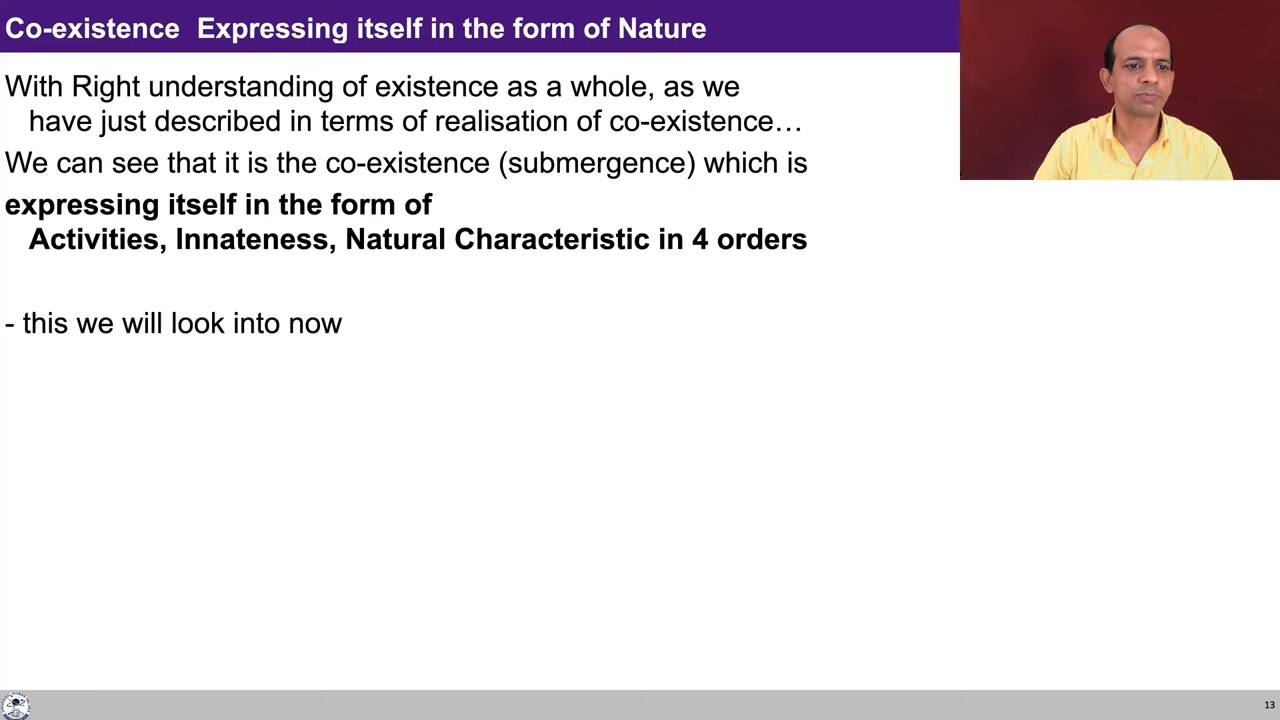 Co-existence Expressing itself in the form of Nature
With Right understanding of existence as a whole, as we
have just described in terms of realisation of co-existence…
We can see that it is the co-existence (submergence) which is
expressing itself in the form of
Activities, Innateness, Natural Characteristic in 4 orders
- this we will look into now
13